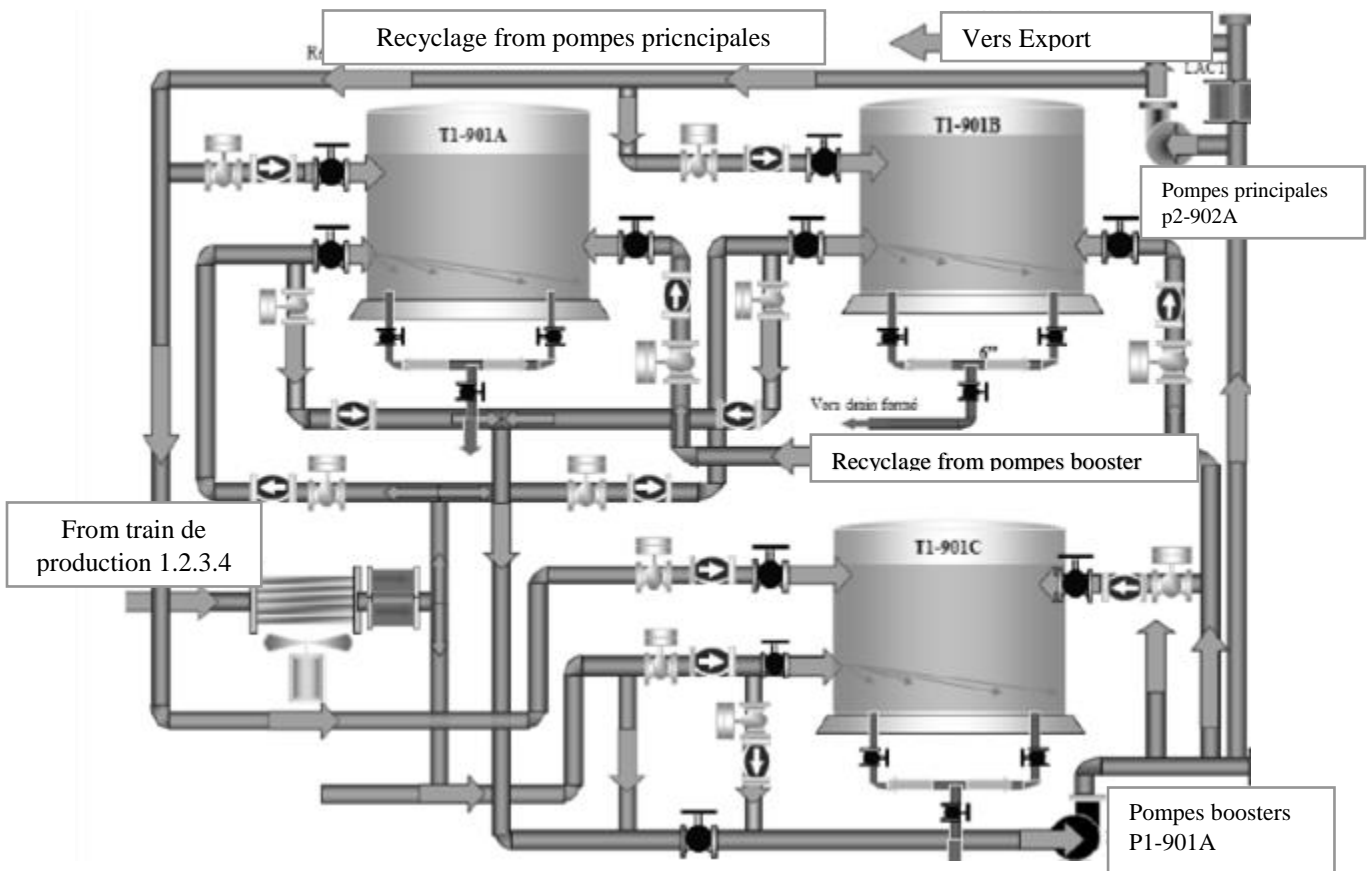 Recyclage from pompes pricncipales
Vers Export
LACT
T1-901A
T1-901B
Pompes principales
p2-902A
6"
Vers drain fermé
Recyclage from pompes booster
From train de
production 1.2.3.4
T1-901C
Pompes boosters
P1-901A